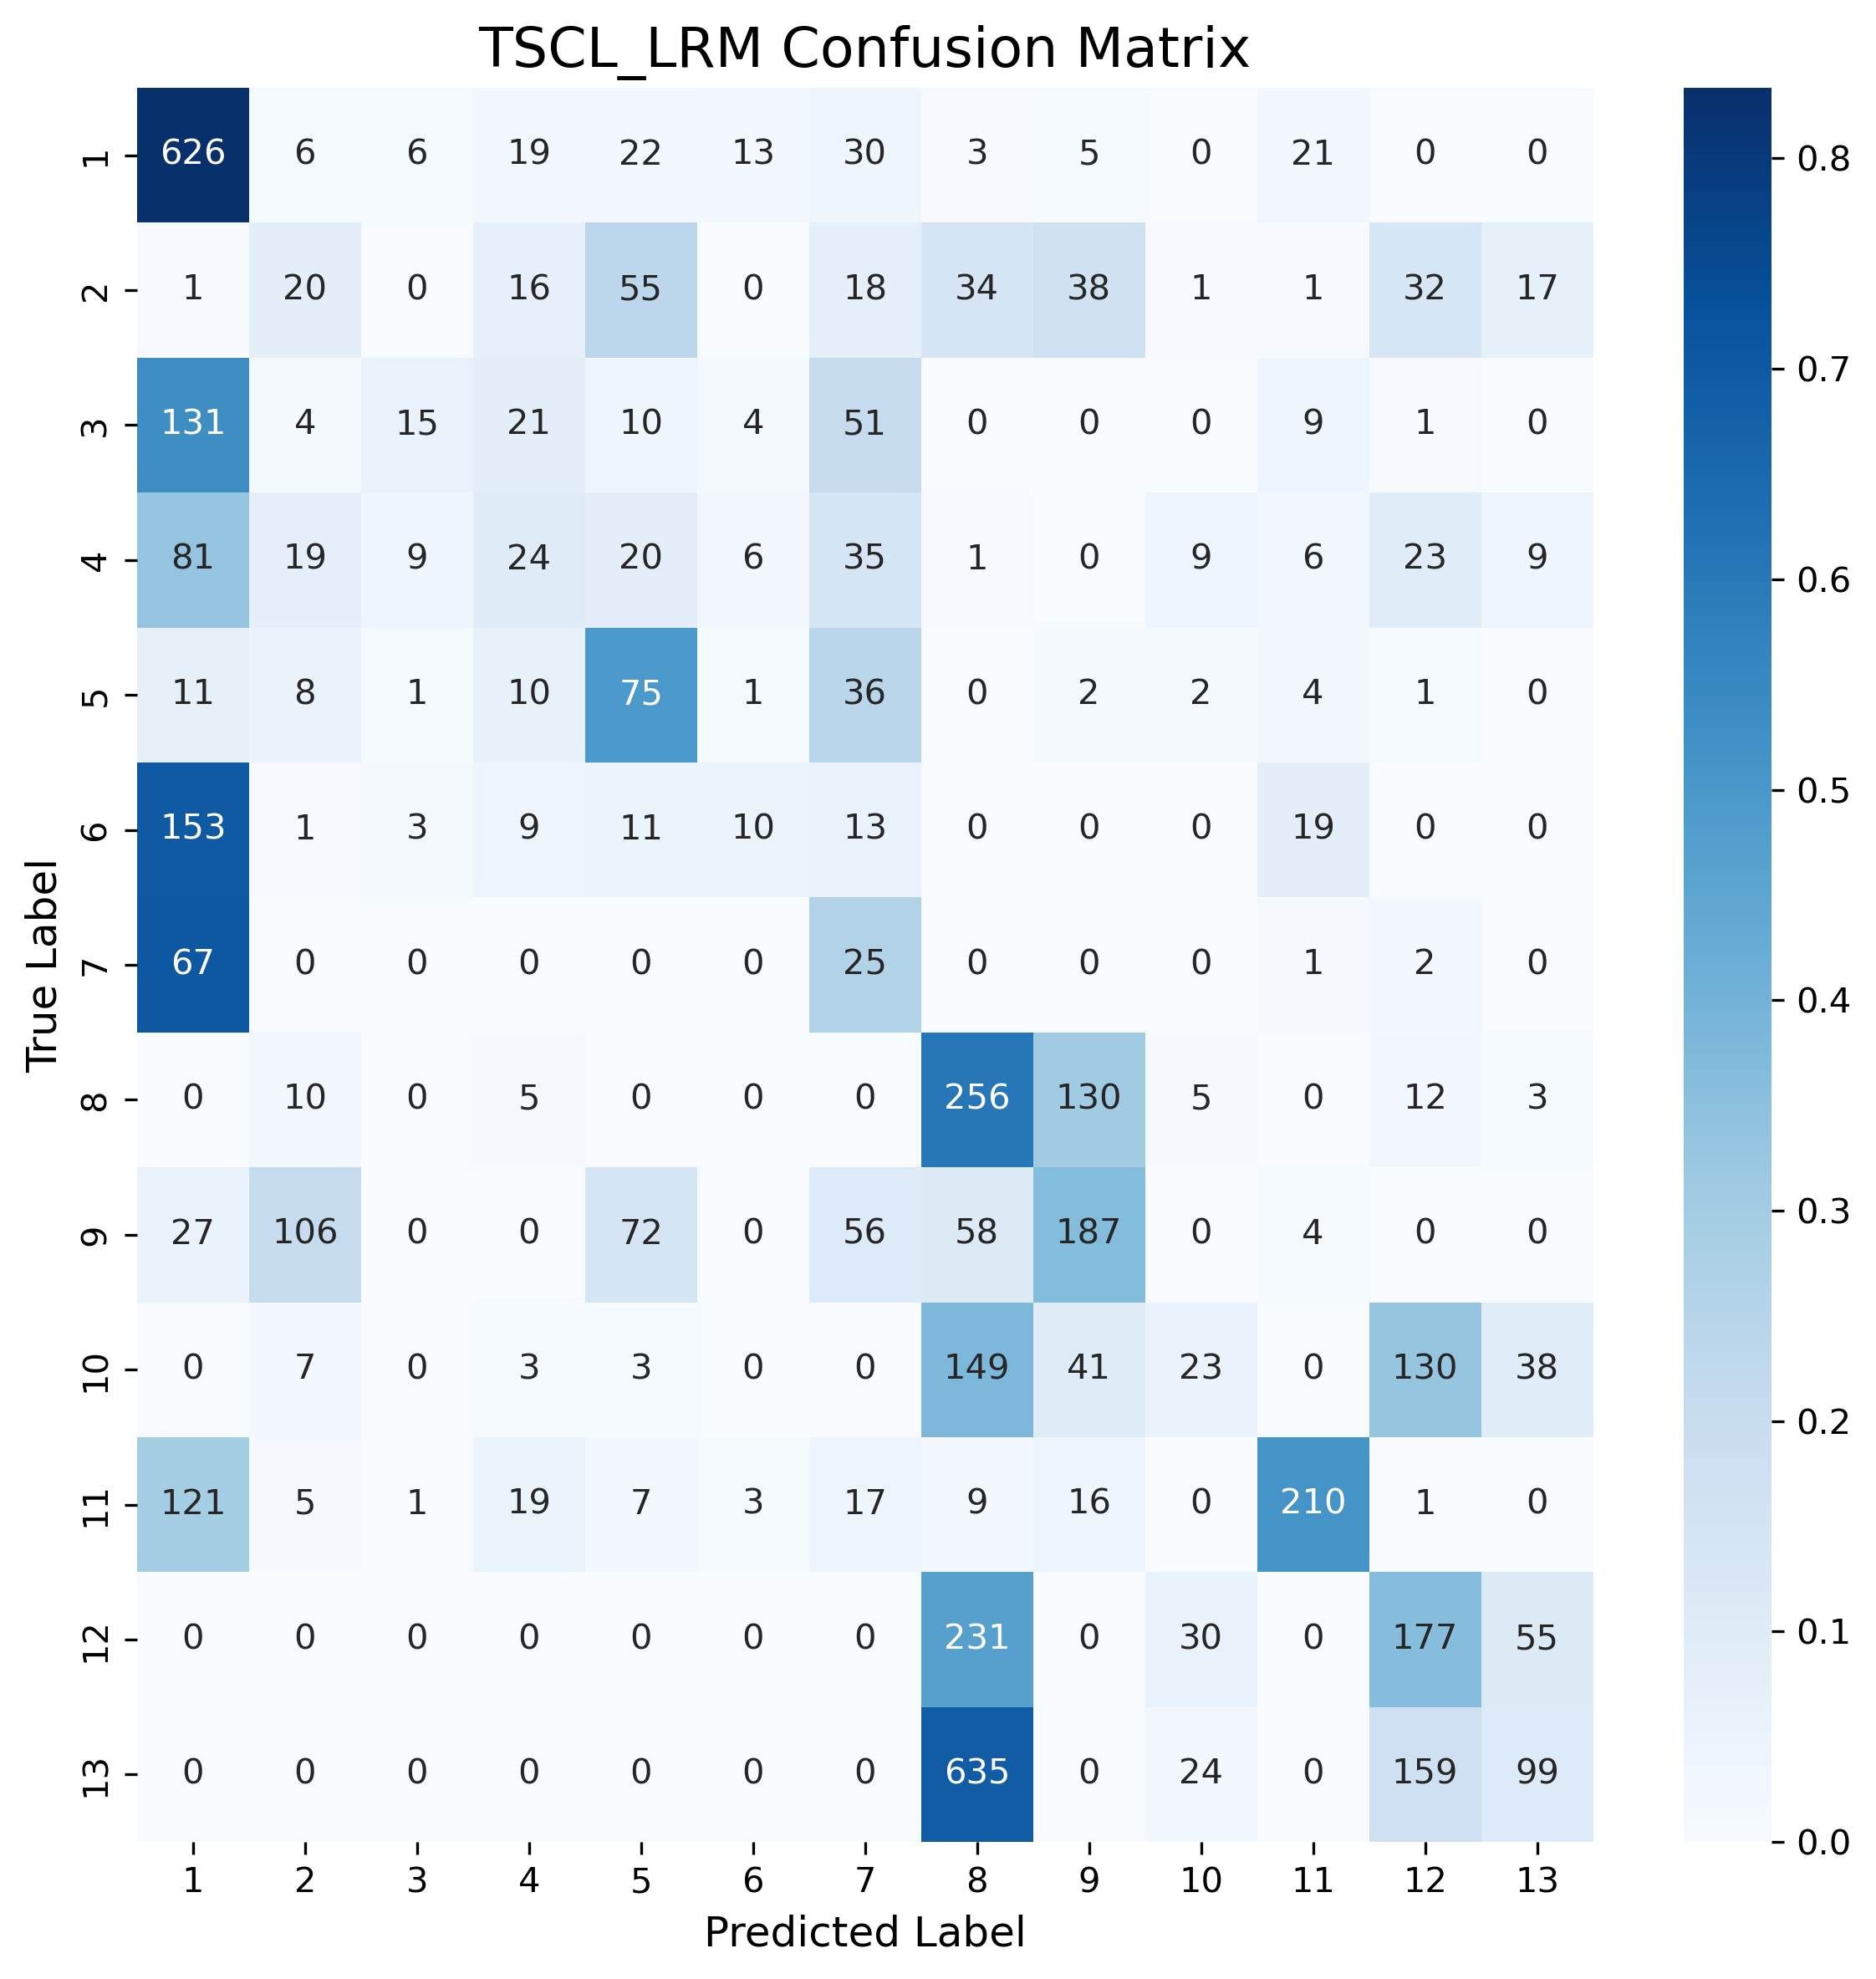 TSCL_LRM Confusion Matrix
1 626 6 6 19 22 13 30 3 5 0 21 0 0
2 1 20 0 16 55 0 18 34 38 1 1 32 17
3 131 4 15 21 10 4 51 0 0 0 9 1 0
4 81 19 9 24 20 6 35 1 0 9 6 23 9
5 11 8 1 10 75 1 36 0 2 2 4 1 0
6 153 1 3 9 11 10 13 0 0 0 19 0 0
7 67 0 0 0 0 0 25 0 0 0 1 2 0
8 0 10 0 5 0 0 0 256 130 5 0 12 3
9 27 106 0 0 72 0 56 58 187 0 4 0 0
10 0 7 0 3 3 0 0 149 41 23 0 130 38
11 121 5 1 19 7 3 17 9 16 0 210 1 0
12 0 0 0 0 0 0 0 231 0 30 0 177 55
13 0 0 0 0 0 0 0 635 0 24 0 159 99
1 2 3 4 5 6 7 8 9 10 11 12 13
Predicted Label
True Label
0.8
0.7
0.6
0.5
0.4
0.3
0.2
0.1
0.0